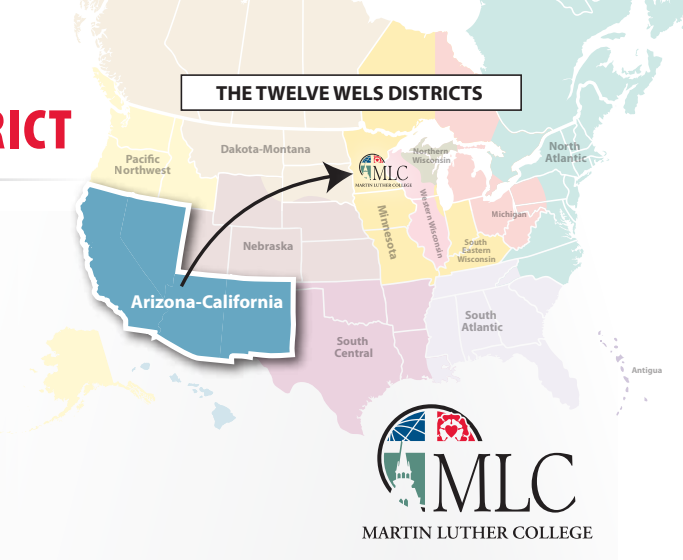 THE TWELVE WELS DISTRICTS
RICT
Pacific
Northwest
Dakota-Montana
Northern
Wisconsin
North
Atlantic
MLC
MARTIN LUTHER COLLEGE
Minnesota
Western Wisconsin
Michigan
Nebraska
South
Eastern
Wisconsin
Arizona-California
South
Central
South
Atlantic
Antigua
MLC
MARTIN LUTHER COLLEGE